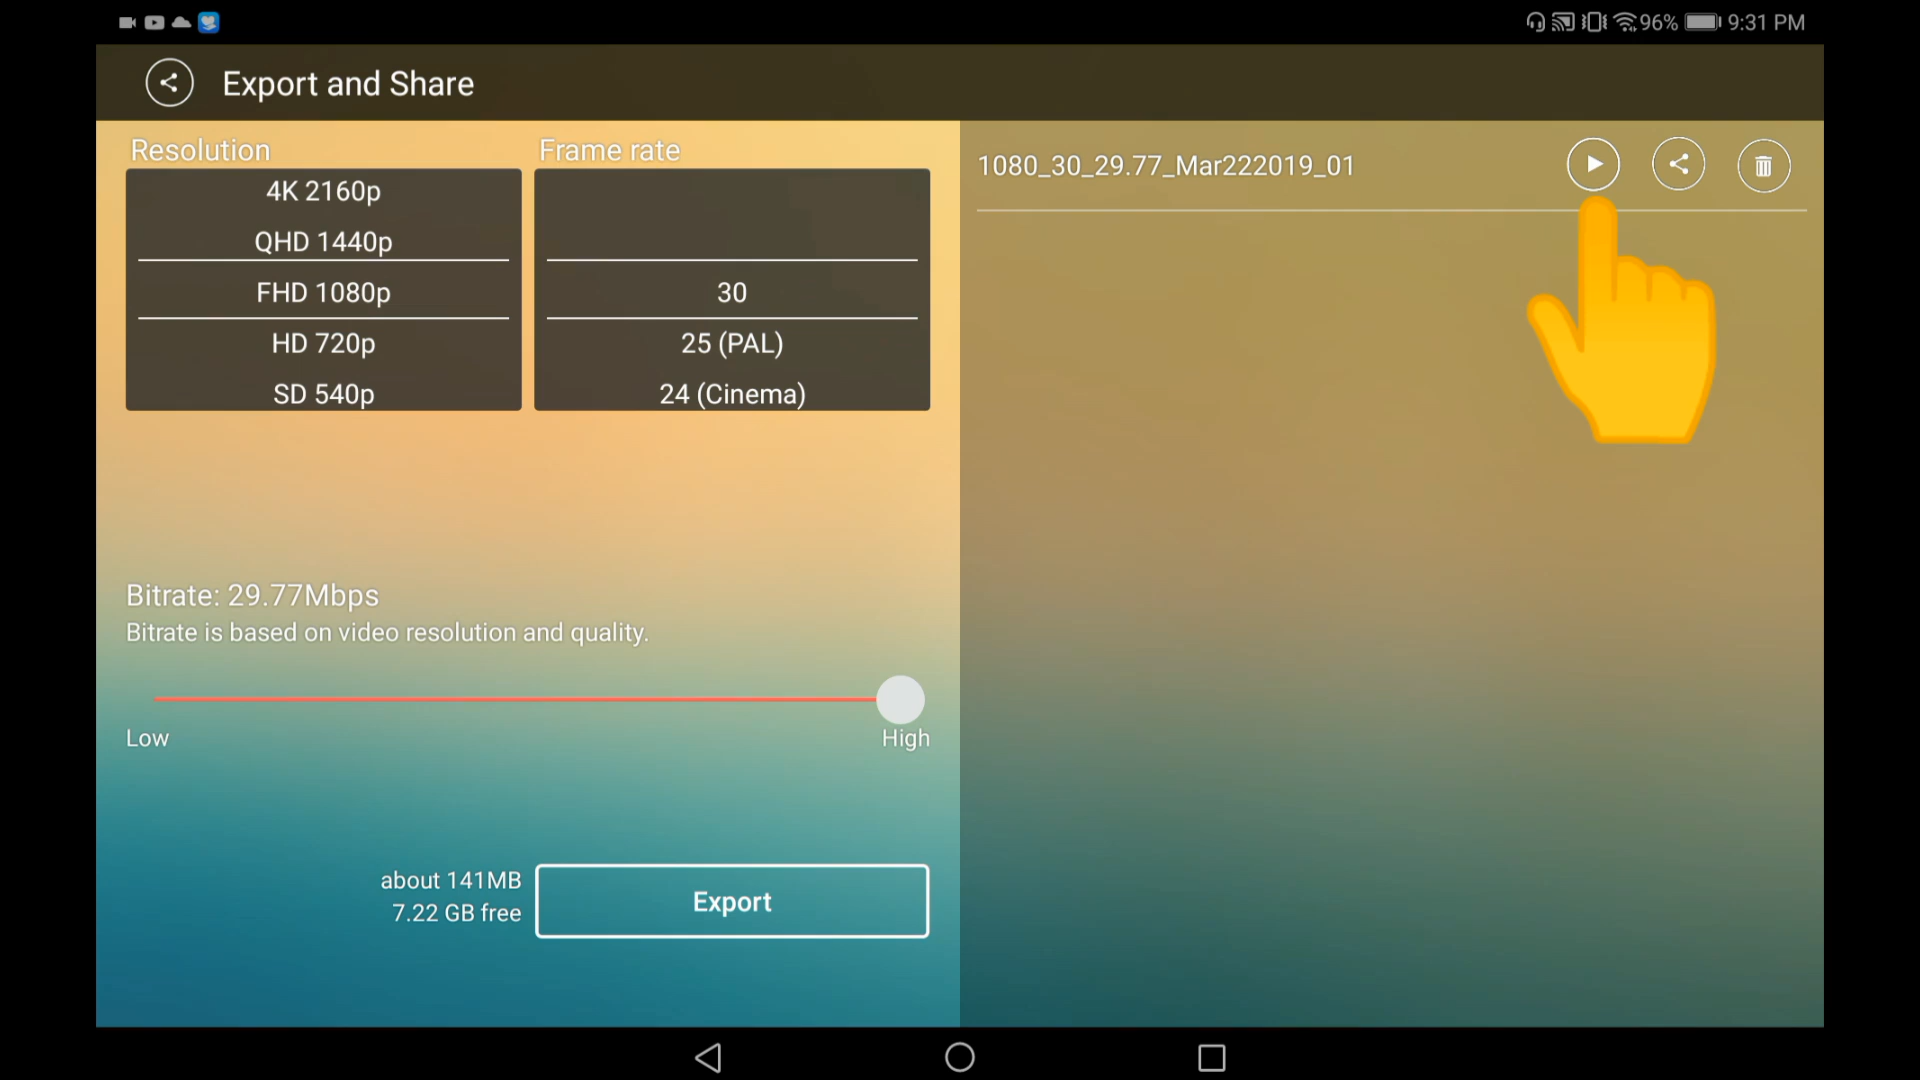 96% 9:31 PM
Export and Share
Resolution
4K 2160p
QHD 1440p
FHD 1080p
HD 720p
SD 540p
Frame rate
30
25 (PAL)
24 (Cinema)
Bitrate: 29.77Mbps
Bitrate is based on video resolution and quality.
Low
High
about 141MB
7.22 GB free
Export
1080_30_29.77_Mar222019_01